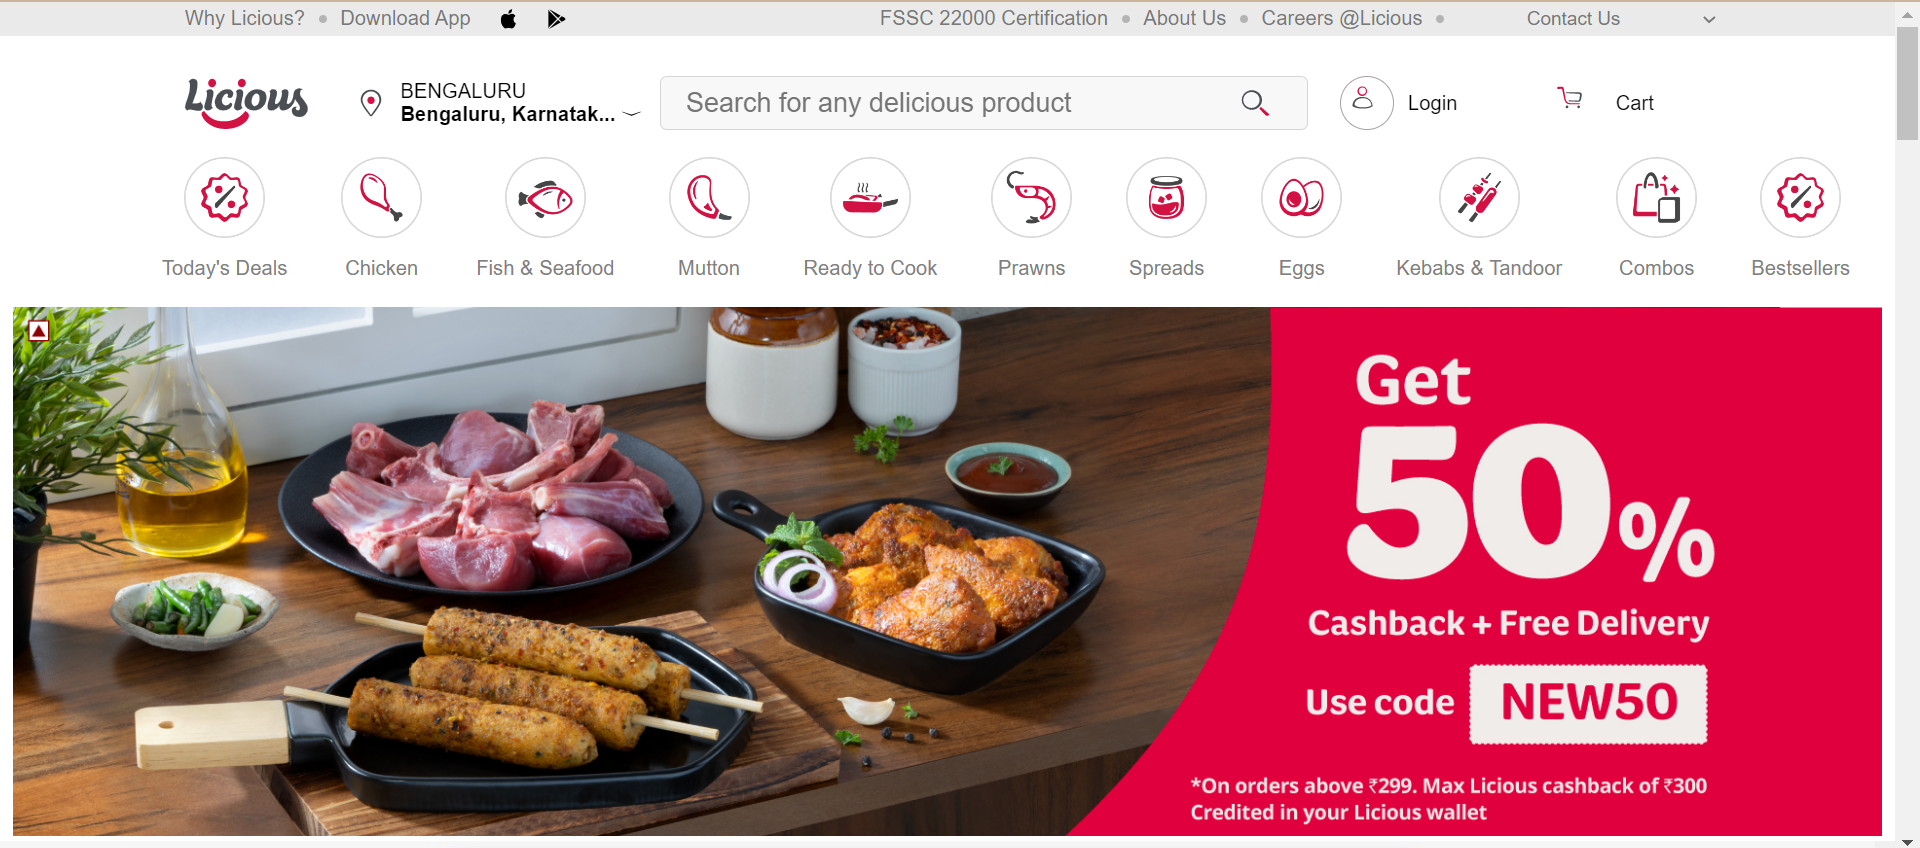 Why Licious?
Download App
FSSC 22000 Certification
About Us
Careers @Licious
Contact Us
Licious
BENGALURU
Bengaluru, Karnatak...
Search for any delicious product
Login
Cart
Today's Deals
Chicken
Fish & Seafood
Mutton
Ready to Cook
Prawns
Spreads
Eggs
Kebabs & Tandoor
Combos
Bestsellers
Get
50%
Cashback + Free Delivery
Use code NEW50
*On orders above ₹299. Max Licious cashback of ₹300
Credited in your Licious wallet